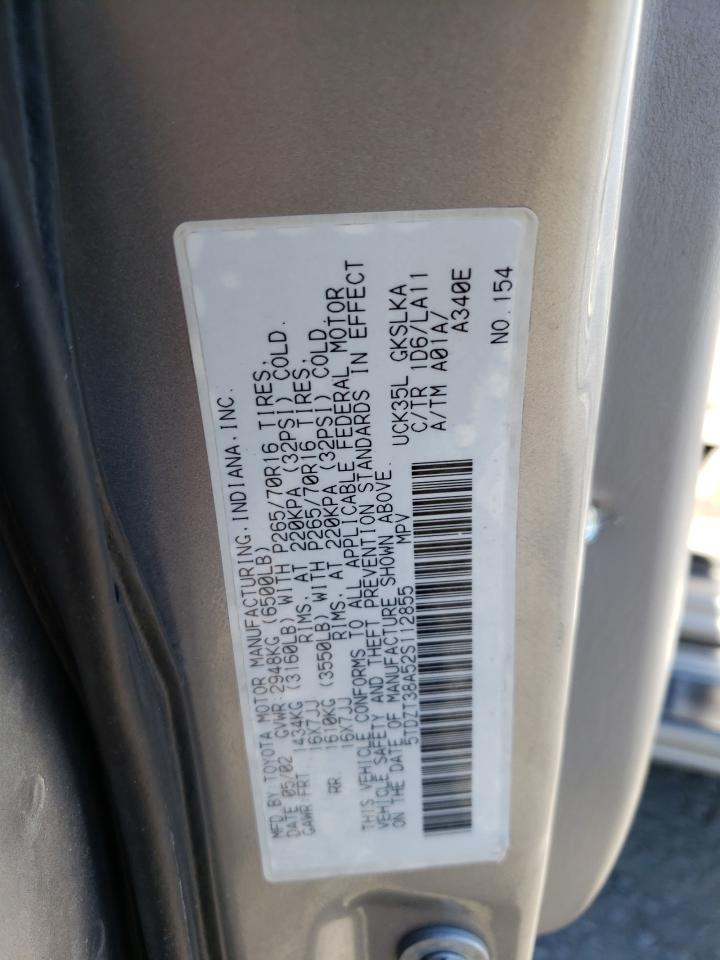 MFD BY TOYOTA MOTOR MANUFACTURING, INDIANA, INC.
DATE 05/02 GVWR:2948KG (6500LB)
GAWR FRT. 1434KG (3160LB) WITH P265/70R16 TIRES,
16X7JJ RIMS, AT 220KPA (32PSI) COLD.
RR. 1610KG (3550LB) WITH P265/70R16 TIRES,
16X7JJ RIMS, AT 220KPA (32PSI) COLD
THIS VEHICLE CONFORMS TO ALL APPLICABLE FEDERAL MOTOR
VEHICLE SAFETY AND THEFT PREVENTION STANDARDS IN EFFECT
ON THE DATE OF MANUFACTURE SHOWN ABOVE.
5TDZT38A52S112855 MPV
UCK35L GKSLKA
C/TR 1D6/LA11
A/TM A01A/
A340E
NO. 154